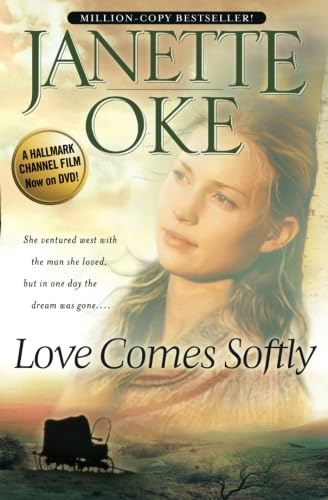 MILLION-COPY BESTSELLER!
JANETTE
OKE
A HALLMARK
CHANNEL FILM
Now on DVD!
She ventured west with
the man she loved,
but in one day the
dream was gone....
Love Comes Softly